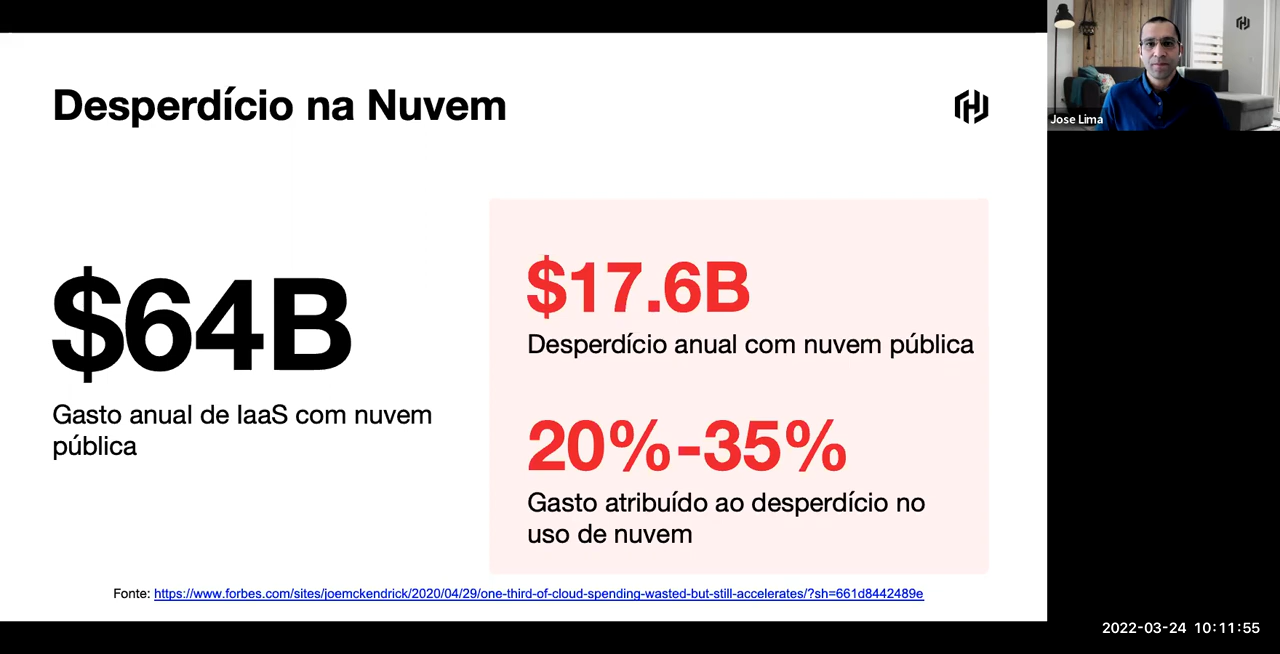 Desperdício na Nuvem
$64B
Gasto anual de IaaS com nuvem
pública
$17.6B
Desperdício anual com nuvem pública
20%-35%
Gasto atribuído ao desperdício no
uso de nuvem
Fonte: https://www.forbes.com/sites/joemckendrick/2020/04/29/one-third-of-cloud-spending-wasted-but-still-accelerates/?sh=661d8442489e
Jose Lima
2022-03-24 10:11:55